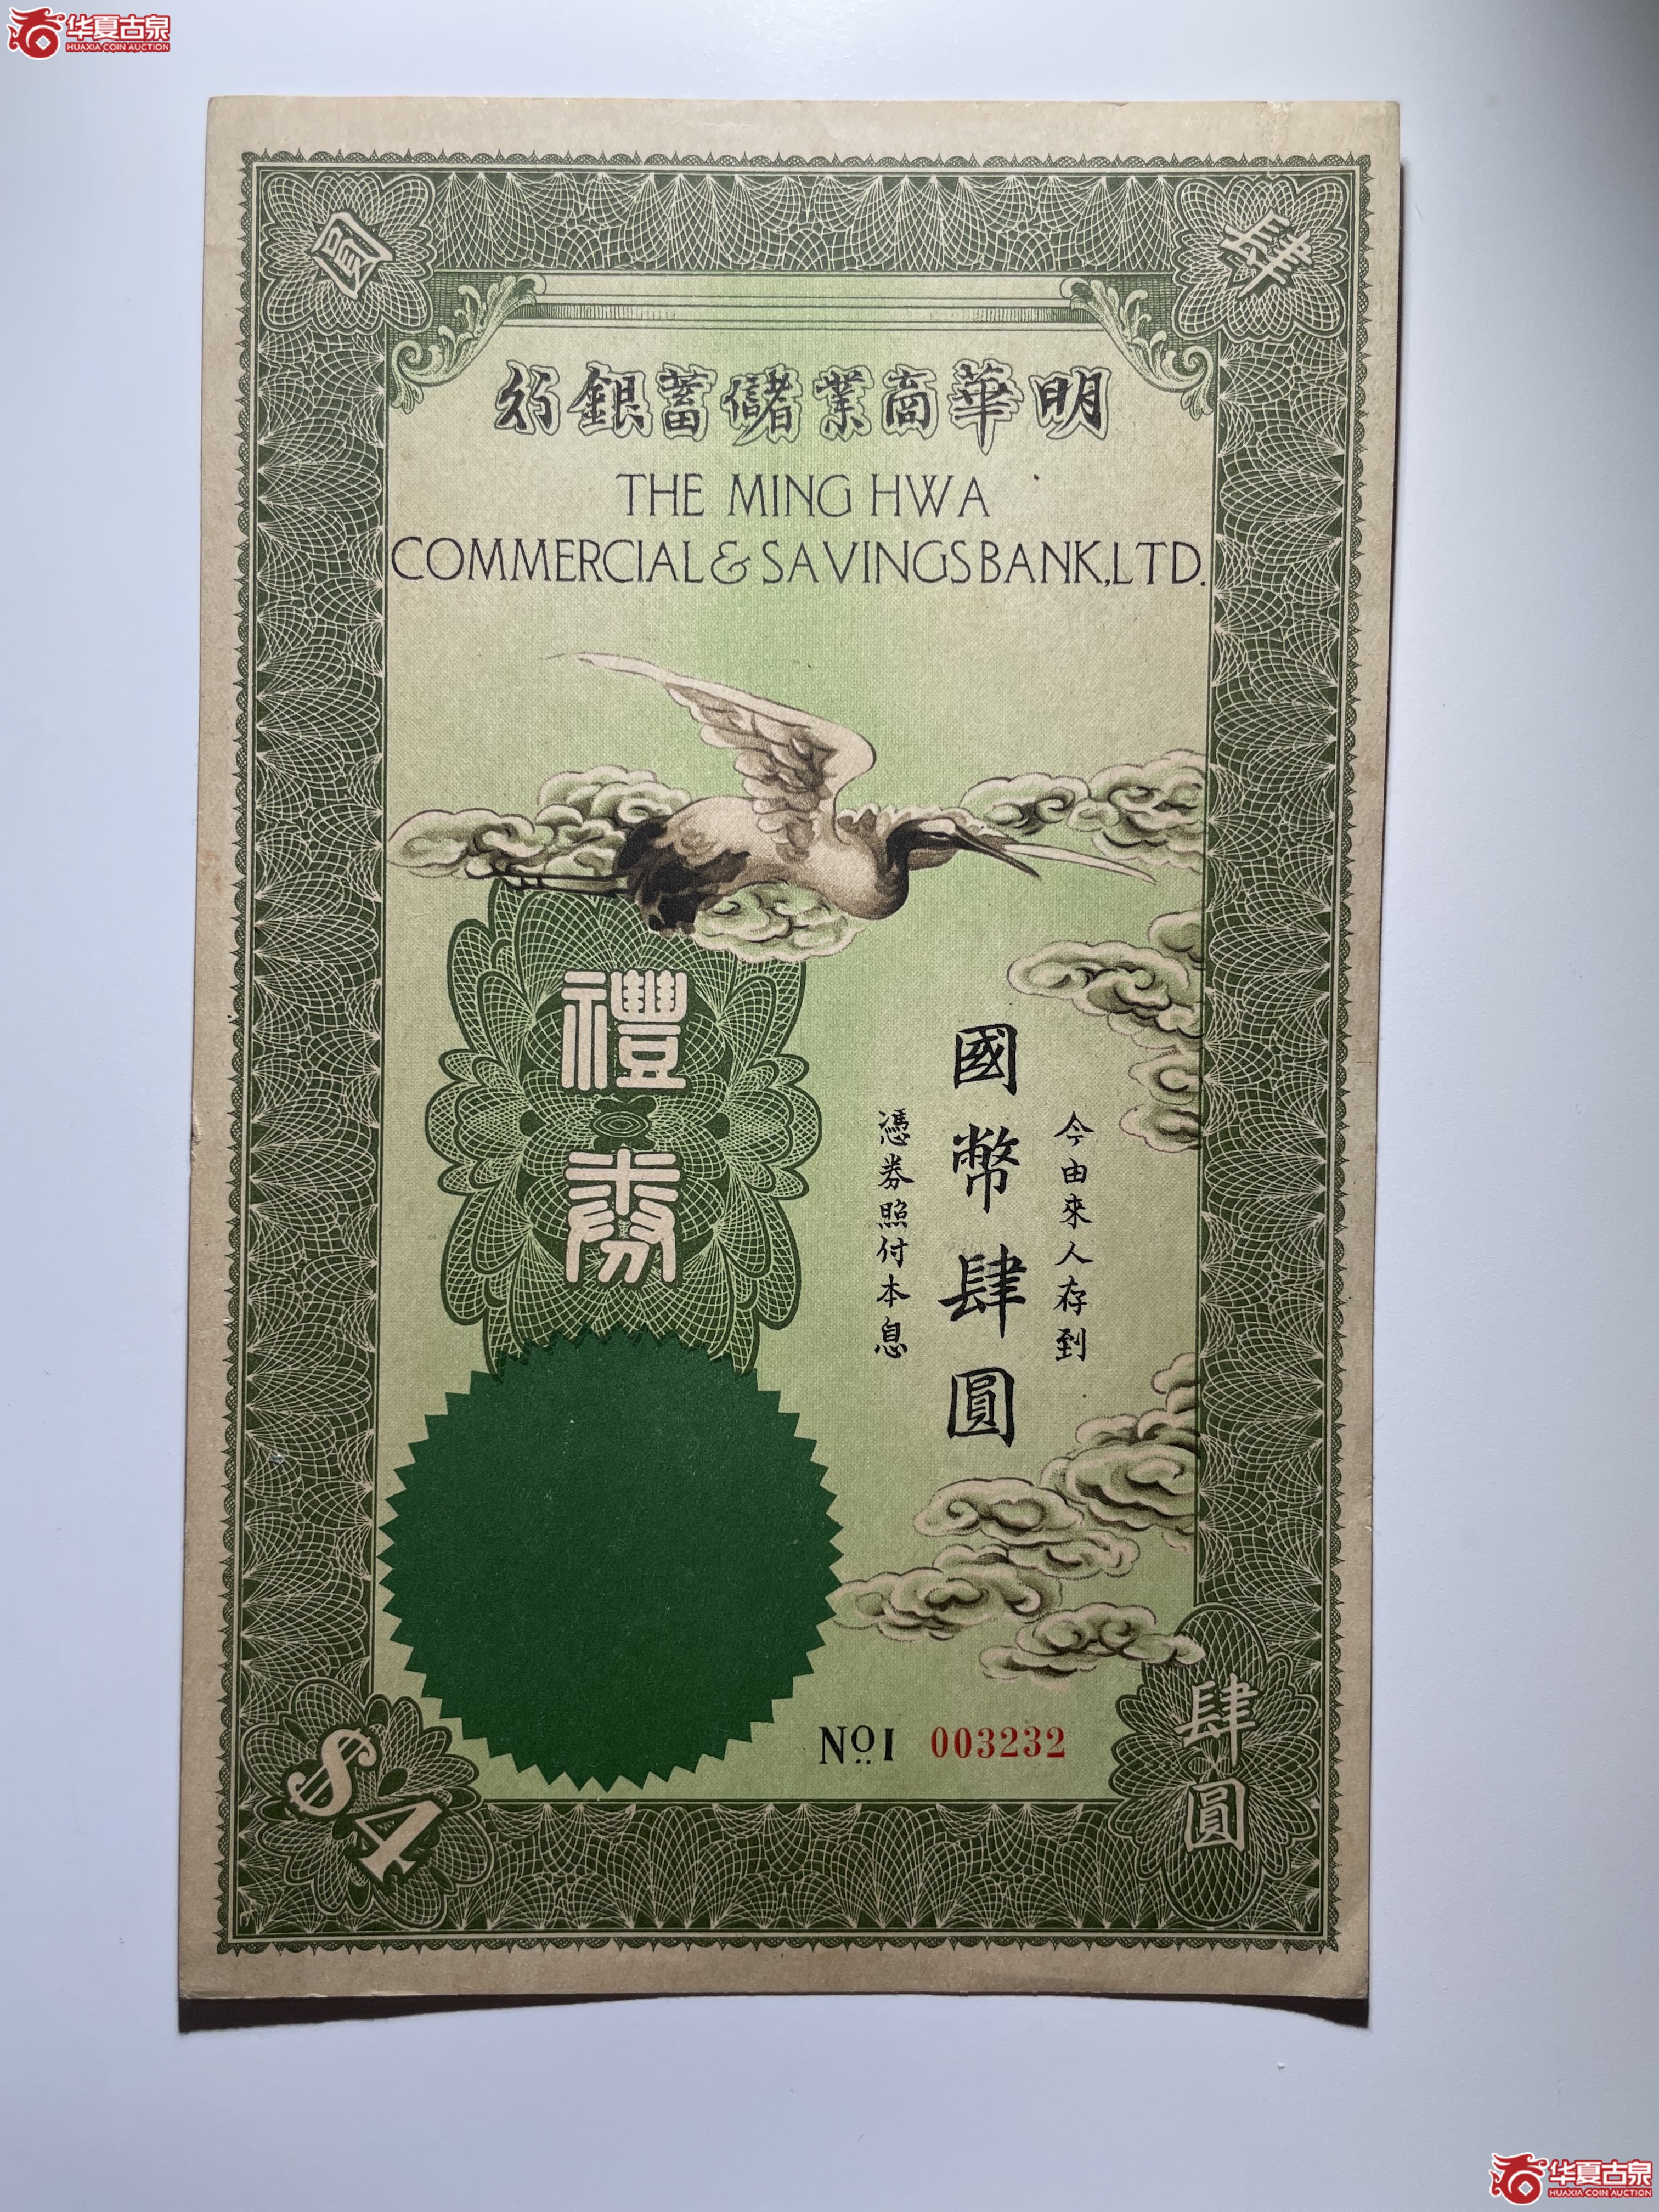 华夏古泉
HUAXIA COIN AUCTION
肆圓
明華商業儲蓄銀行
THE MING HWA
COMMERCIAL & SAVINGS BANK, LTD.
今由來人存到
國幣肆圓
憑券照付本息
禮券
No I 003232
肆圓
$4
华夏古泉
HUAXIA COIN AUCTION